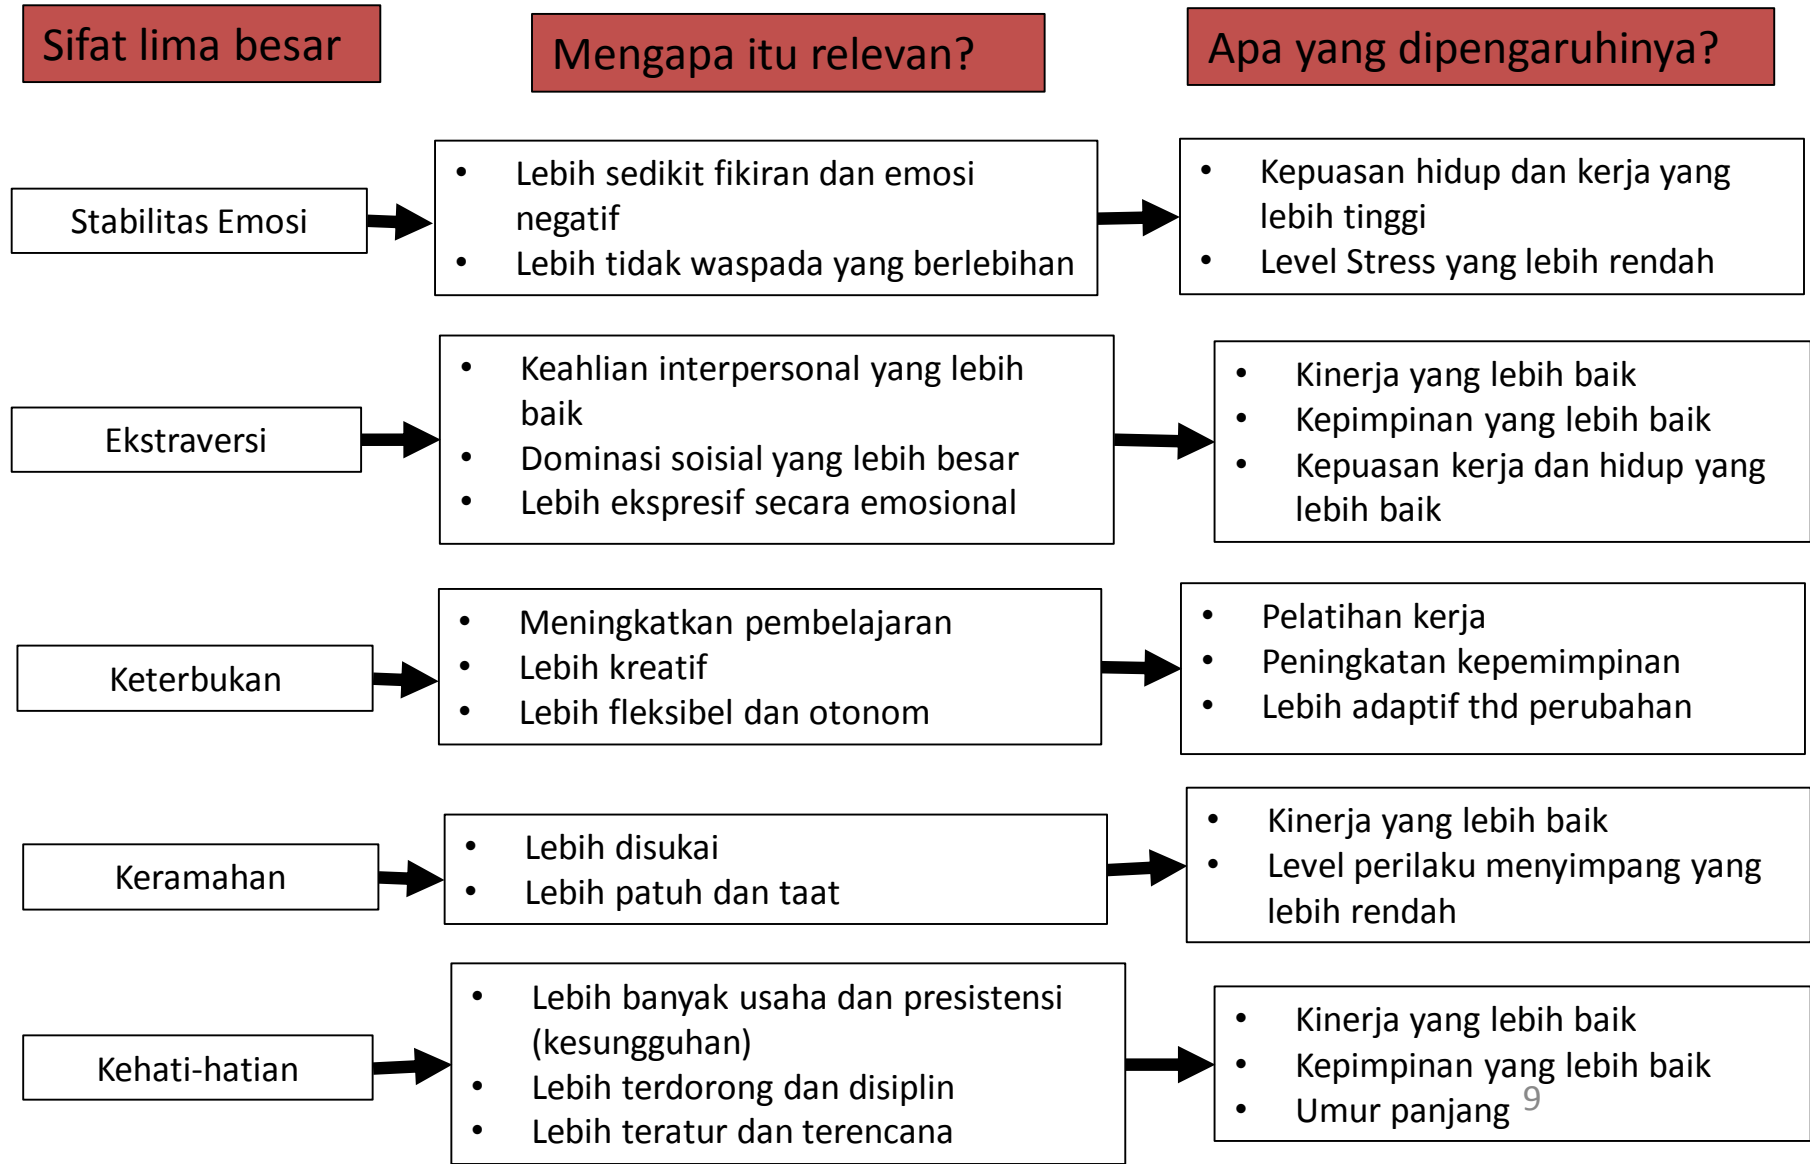 Sifat lima besar
Mengapa itu relevan?
Apa yang dipengaruhinya?
Stabilitas Emosi
• Lebih sedikit fikiran dan emosi
negatif
• Lebih tidak waspada yang berlebihan
• Kepuasan hidup dan kerja yang
lebih tinggi
• Level Stress yang lebih rendah
Ekstraversi
• Keahlian interpersonal yang lebih
baik
• Dominasi soisial yang lebih besar
• Lebih ekspresif secara emosional
• Kinerja yang lebih baik
• Kepimpinan yang lebih baik
• Kepuasan kerja dan hidup yang
lebih baik
Keterbukan
• Meningkatkan pembelajaran
• Lebih kreatif
• Lebih fleksibel dan otonom
• Pelatihan kerja
• Peningkatan kepemimpinan
• Lebih adaptif thd perubahan
Keramahan
• Lebih disukai
• Lebih patuh dan taat
• Kinerja yang lebih baik
• Level perilaku menyimpang yang
lebih rendah
Kehati-hatian
• Lebih banyak usaha dan presistensi
(kesungguhan)
• Lebih terdorong dan disiplin
• Lebih teratur dan terencana
• Kinerja yang lebih baik
• Kepimpinan yang lebih baik
• Umur panjang
9